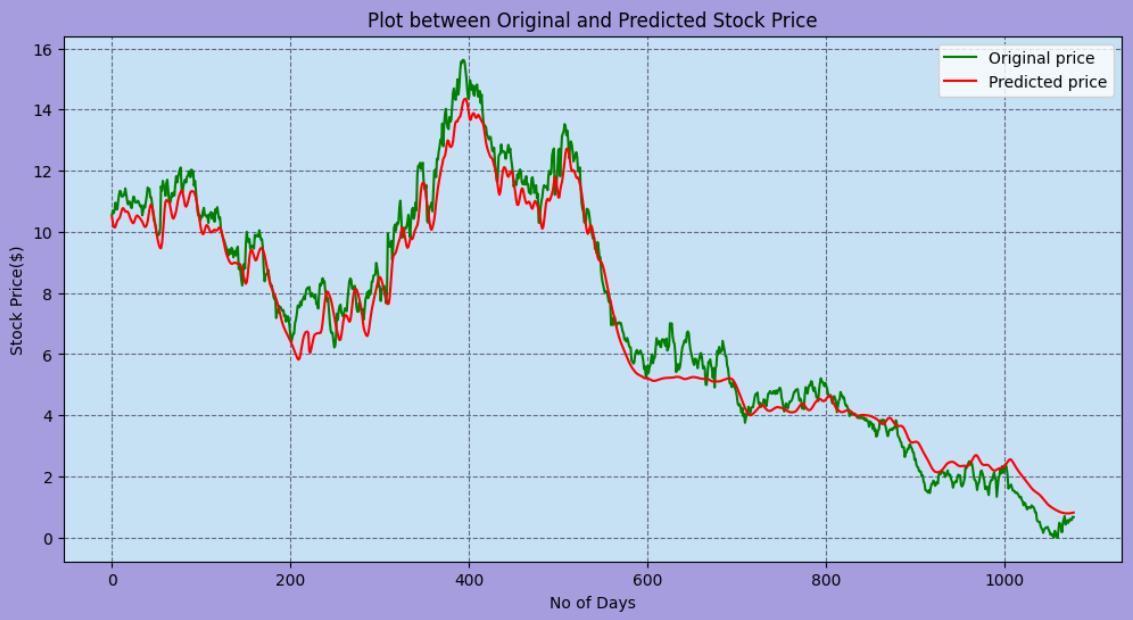 Plot between Original and Predicted Stock Price
Original price
Predicted price
Stock Price($)
16
14
12
10
8
6
4
2
0
0 200 400 600 800 1000
No of Days